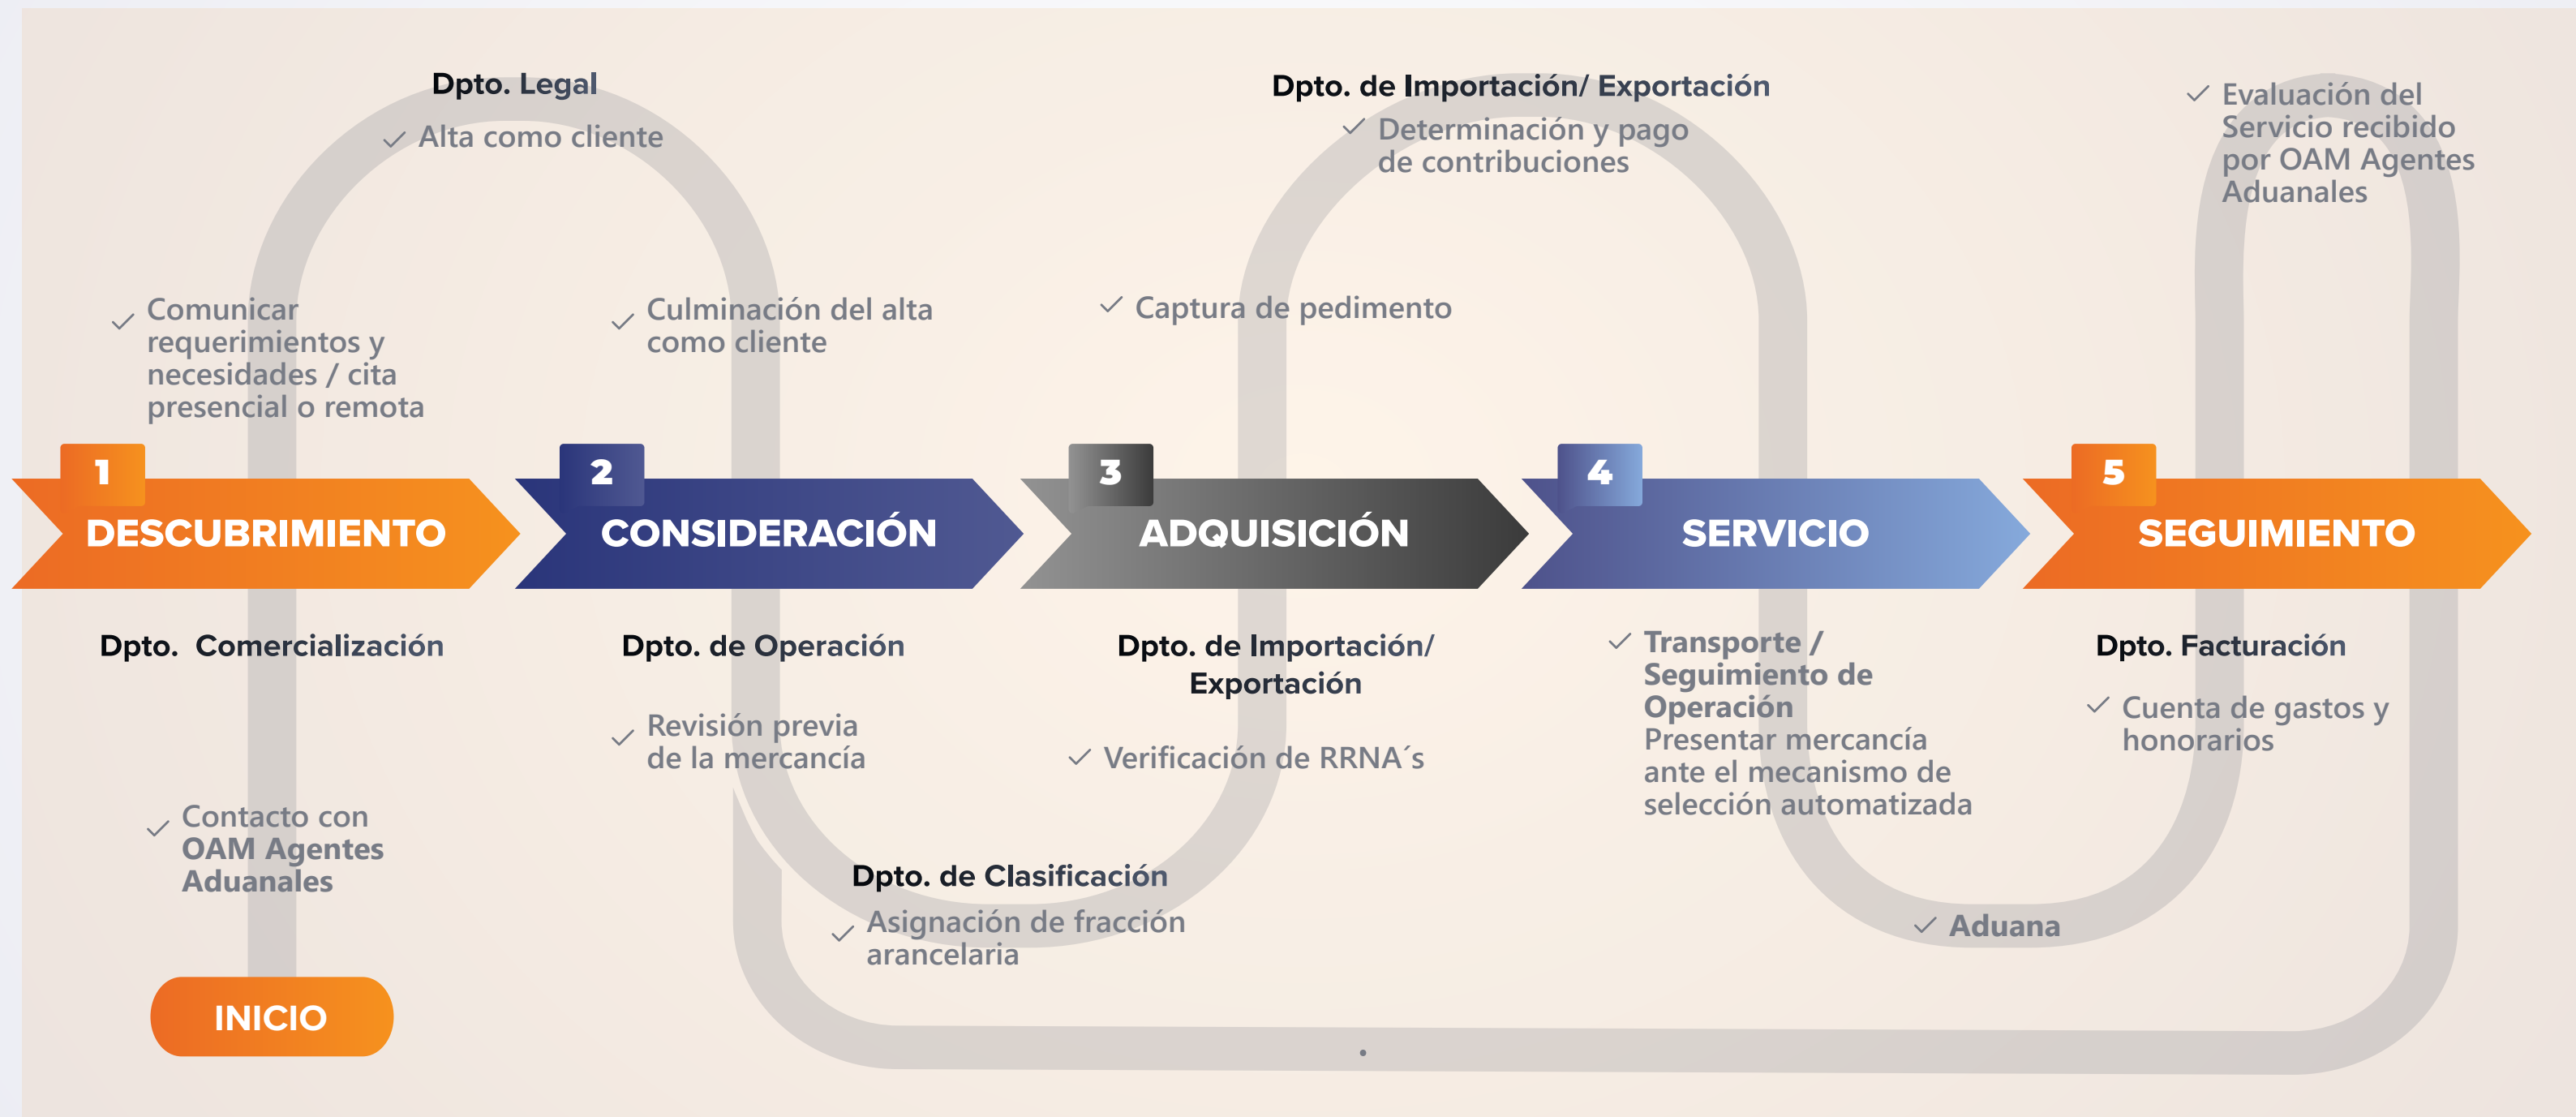 Dpto. Legal
Alta como cliente
Dpto. de Importación/ Exportación
Determinación y pago
de contribuciones
Evaluación del
Servicio recibido
por OAM Agentes
Aduanales
Comunicar
requerimientos y
necesidades / cita
presencial o remota
Culminación del alta
como cliente
Captura de pedimento
1
DESCUBRIMIENTO
2
CONSIDERACIÓN
3
ADQUISICIÓN
4
SERVICIO
5
SEGUIMIENTO
Dpto. Comercialización
Contacto con
OAM Agentes
Aduanales
INICIO
Dpto. de Operación
Revisión previa
de la mercancía
Dpto. de Clasificación
Asignación de fracción
arancelaria
Dpto. de Importación/
Exportación
Verificación de RRNA´s
Transporte /
Seguimiento de
Operación
Presentar mercancía
ante el mecanismo de
selección automatizada
Aduana
Dpto. Facturación
Cuenta de gastos y
honorarios